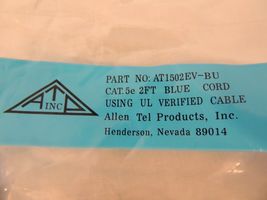 ATP
INC
PART NO: AT1502EV-BU
CAT.5e 2FT BLUE CORD
USING UL VERIFIED CABLE
Allen Tel Products, Inc.
Henderson, Nevada 89014